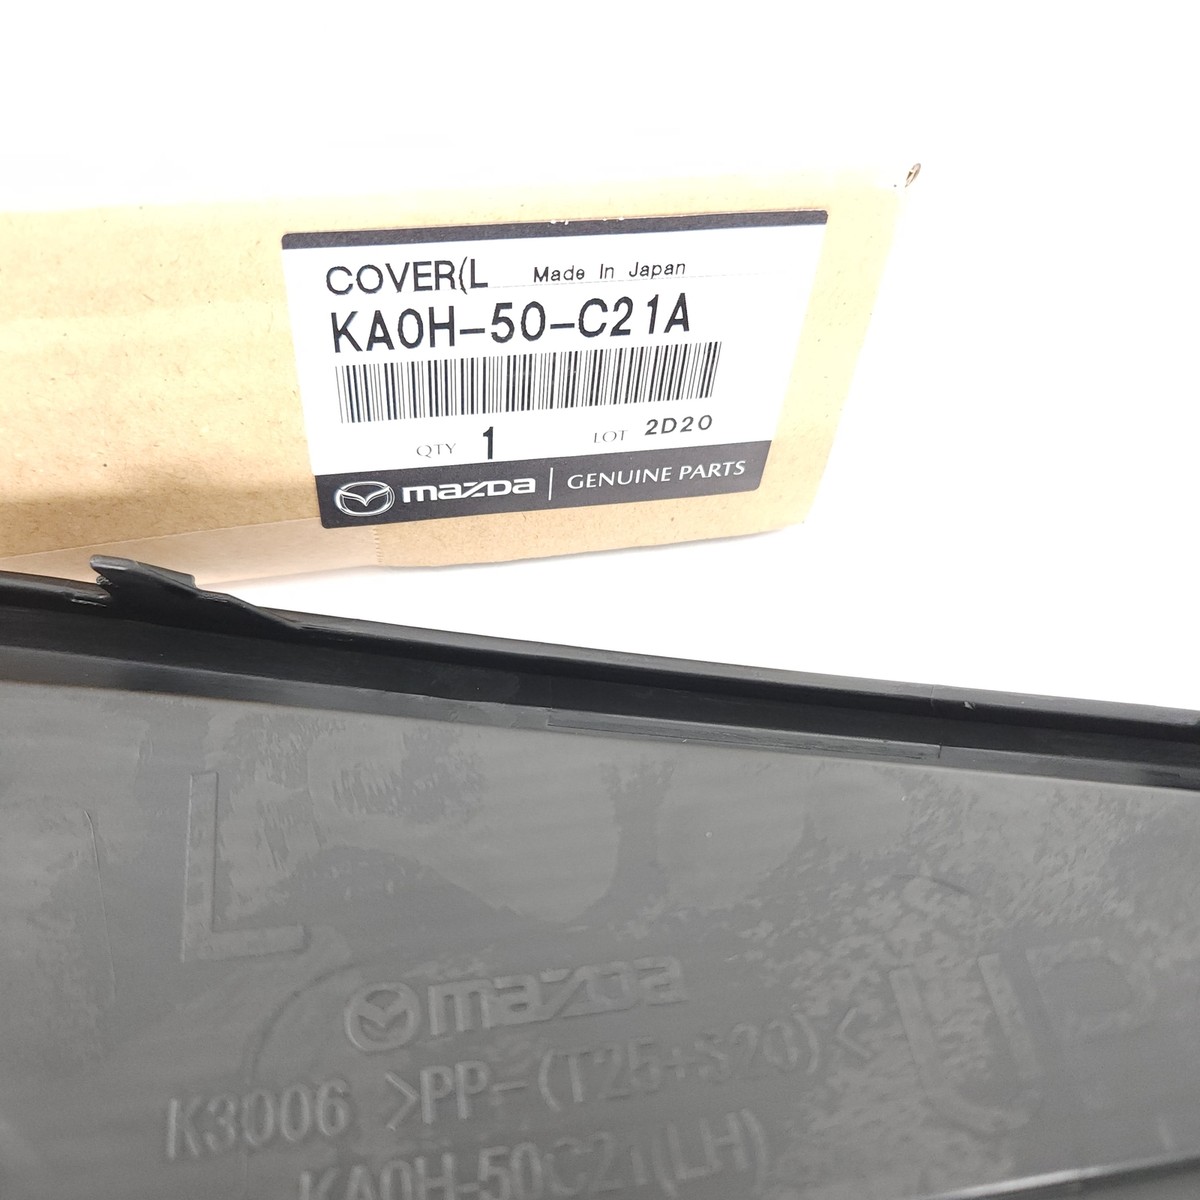 COVER(L Made In Japan
KA0H-50-C21A
QTY 1 LOT 2D20
mazda | GENUINE PARTS
L
mazda
UP
K3006 >PP-(T25+S20)<
KA0H-50C21(LH)